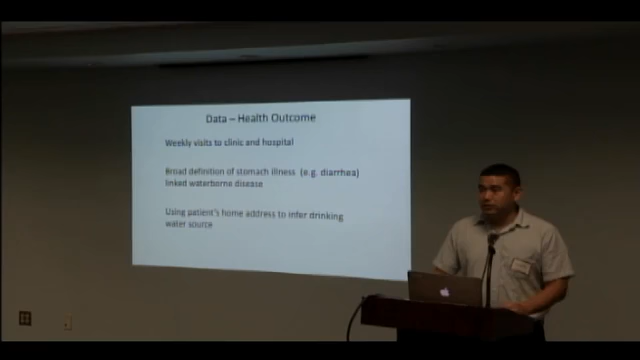 Data – Health Outcome
Weekly visits to clinic and hospital
Broad definition of stomach illness (e.g. diarrhea)
linked waterborne disease
Using patient's home address to infer drinking
water source